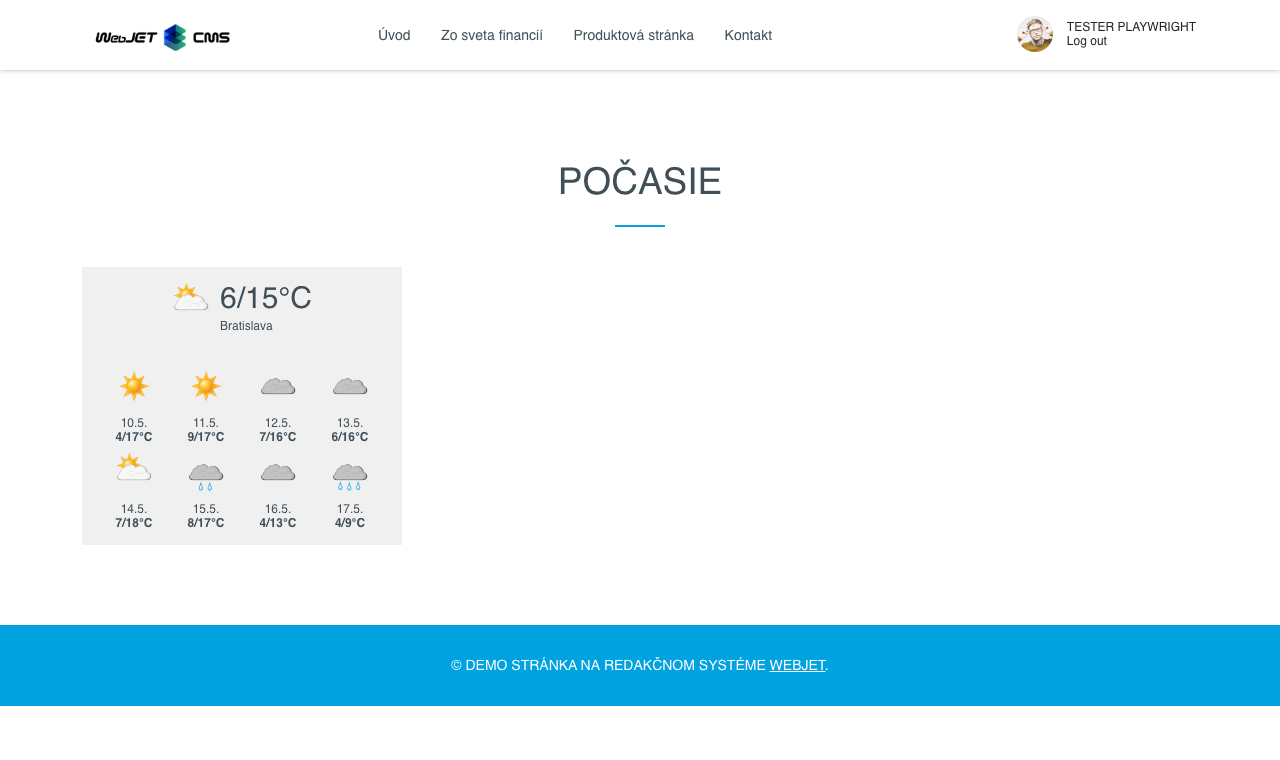 WebJET CMS
Úvod
Zo sveta financií
Produktová stránka
Kontakt
TESTER PLAYWRIGHT
Log out
POČASIE
6/15°C
Bratislava
10.5.
4/17°C
11.5.
9/17°C
12.5.
7/16°C
13.5.
6/16°C
14.5.
7/18°C
15.5.
8/17°C
16.5.
4/13°C
17.5.
4/9°C
© DEMO STRÁNKA NA REDAKČNOM SYSTÉME WEBJET.